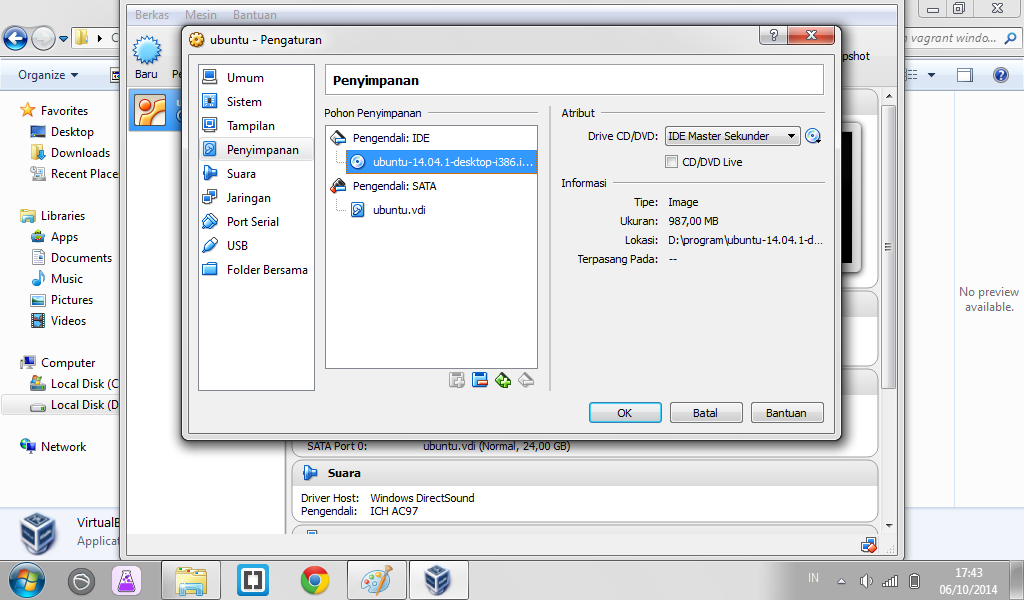 Berkas Mesin Bantuan
ubuntu - Pengaturan
vagrant windo...
Organize
Baru
pshot
Favorites
Desktop
Downloads
Recent Place
Libraries
Apps
Documents
Music
Pictures
Videos
Computer
Local Disk (C
Local Disk (D
Network
Umum
Sistem
Tampilan
Penyimpanan
Suara
Jaringan
Port Serial
USB
Folder Bersama
Penyimpanan
Pohon Penyimpanan
Pengendali: IDE
ubuntu-14.04.1-desktop-i386.i...
Pengendali: SATA
ubuntu.vdi
Atribut
Drive CD/DVD: IDE Master Sekunder
CD/DVD Live
Informasi
Tipe: Image
Ukuran: 987,00 MB
Lokasi: D:\program\ubuntu-14.04.1-d...
Terpasang Pada: --
OK Batal Bantuan
No preview
available.
SATA Port 0: ubuntu.vdi (Normal, 24,00 GB)
Suara
Driver Host: Windows DirectSound
Pengendali: ICH AC97
VirtualB
Applicat
IN
17:43
06/10/2014